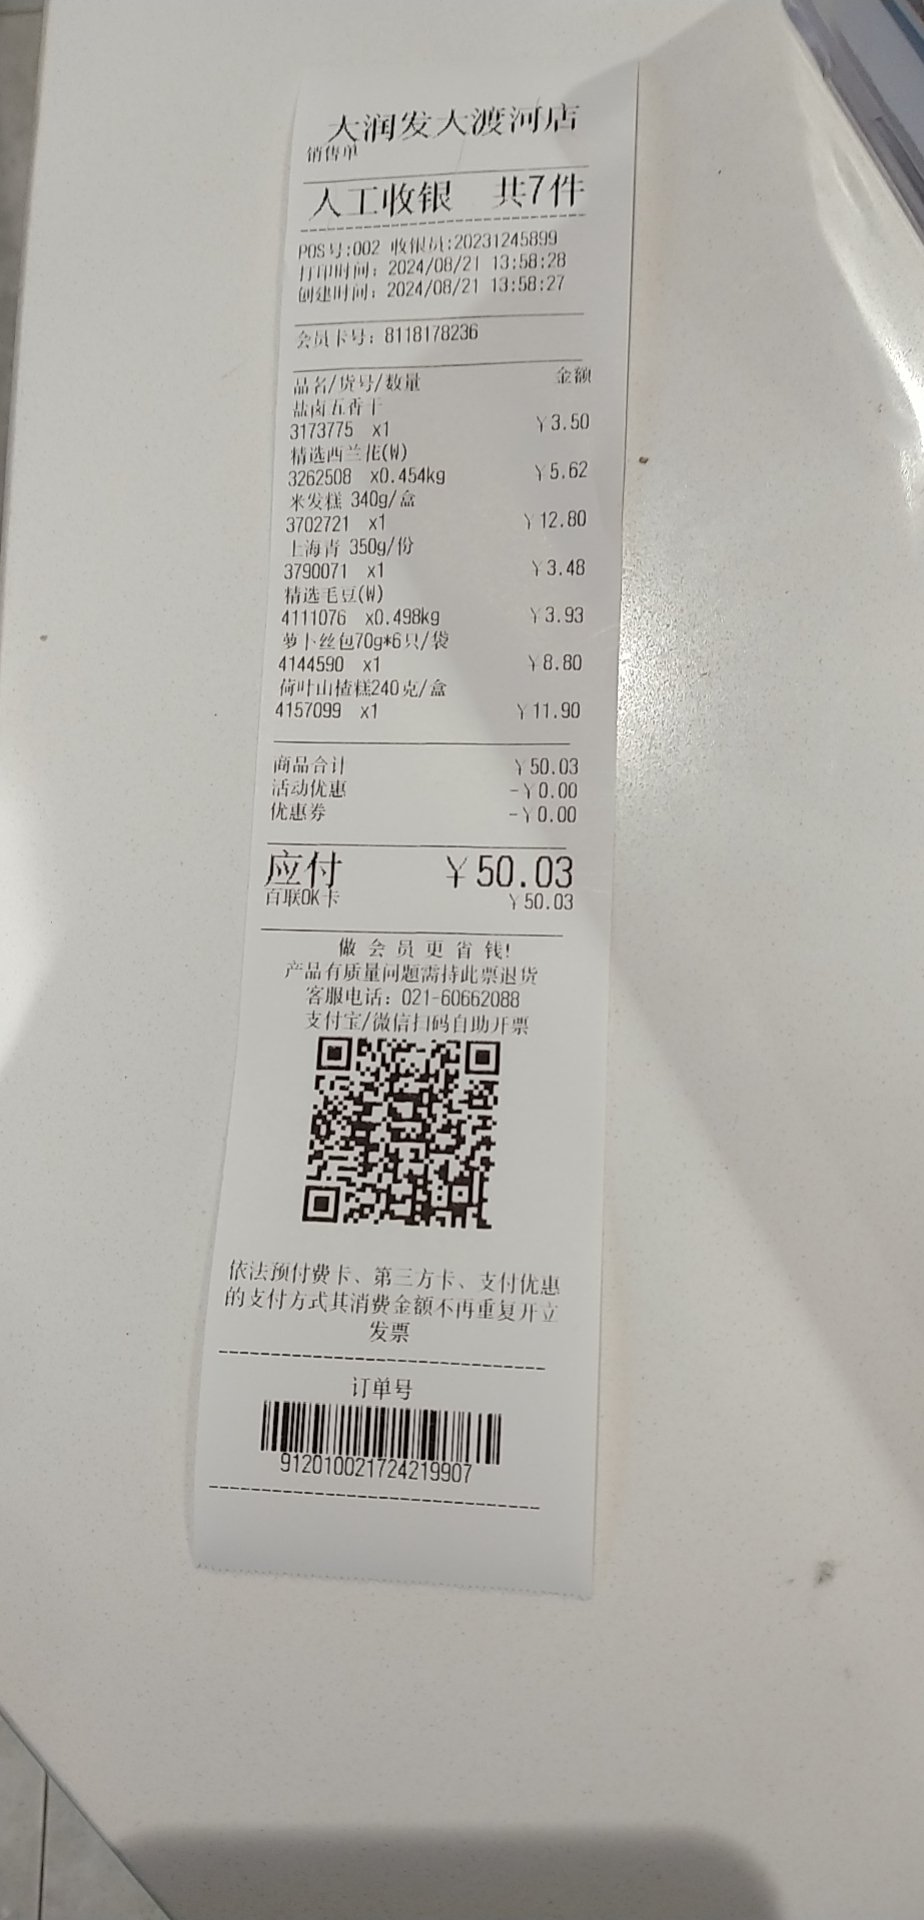 大润发大渡河店
销售单
人工收银 共7件
POS号:002 收银员:20231245899
打印时间: 2024/08/21 13:58:28
创建时间: 2024/08/21 13:58:27
会员卡号: 8118178236
品名/货号/数量 金额
盐卤五香干
3173775 x1 ¥3.50
精选西兰花(W)
3262508 x0.454kg ¥5.62
米发糕 340g/盒
3702721 x1 ¥12.80
上海青 350g/份
3790071 x1 ¥3.48
精选毛豆(W)
4111076 x0.498kg ¥3.93
萝卜丝包70g*6只/袋
4144590 x1 ¥8.80
荷叶山楂糕240克/盒
4157099 x1 ¥11.90
商品合计 ¥50.03
活动优惠 -¥0.00
优惠券 -¥0.00
应付 ¥50.03
百联OK卡 ¥50.03
做会员更省钱!
产品有质量问题需持此票退货
客服电话: 021-60662088
支付宝/微信扫码自助开票
依法预付费卡、第三方卡、支付优惠
的支付方式其消费金额不再重复开立
发票
订单号
912010021724219907